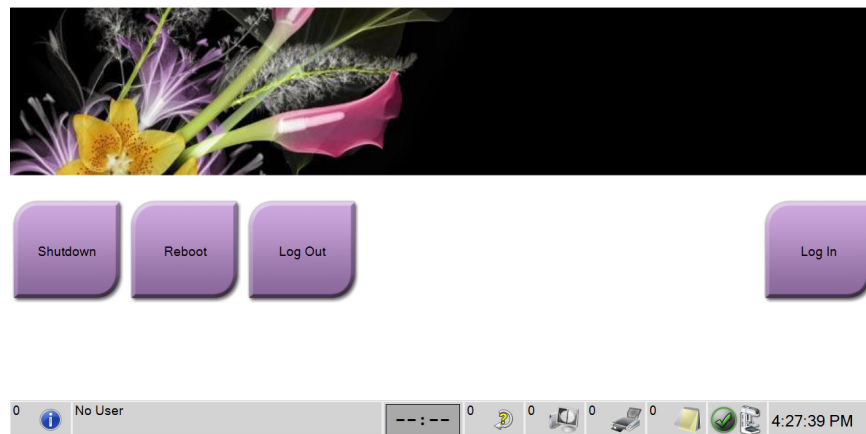 Shutdown
Reboot
Log Out
Log In
0
No User
--:--
0
0
0
0
4:27:39 PM